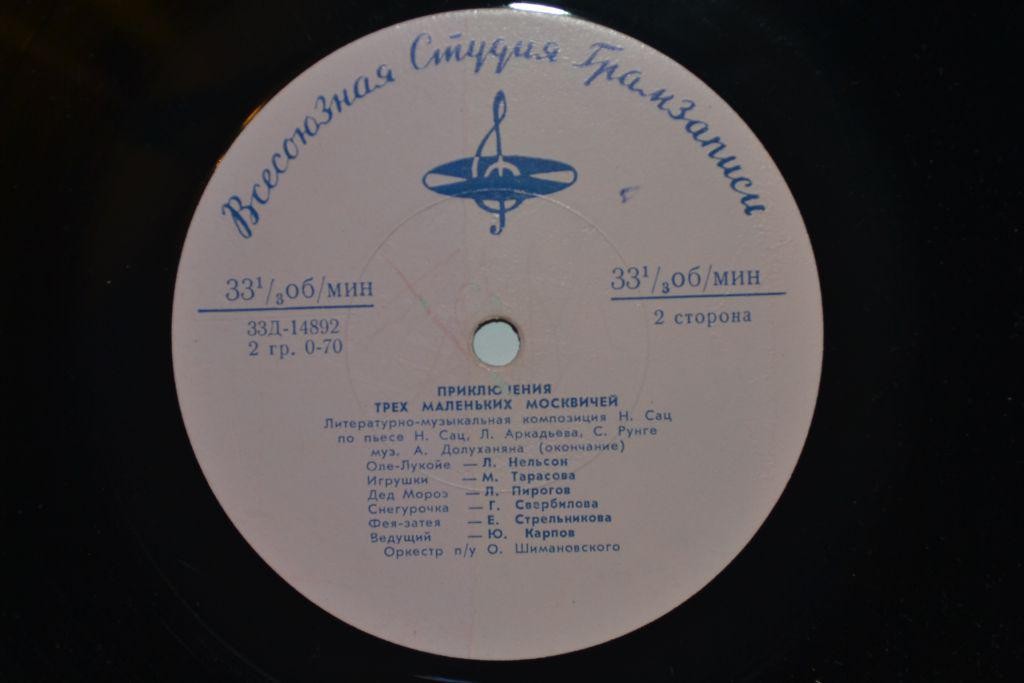 Всесоюзная Студия Грамзаписи
33¹/₃об/мин
33Д-14892
2 гр. 0-70
33¹/₃об/мин
2 сторона
ПРИКЛЮЧЕНИЯ
ТРЕХ МАЛЕНЬКИХ МОСКВИЧЕЙ
Литературно-музыкальная композиция Н. Сац
по пьесе Н. Сац, Л. Аркадьева, С. Рунге
муз. А. Долуханяна (окончание)
Оле-Лукойе — Л. Нельсон
Игрушки — М. Тарасова
Дед Мороз — Л. Пирогов
Снегурочка — Г. Свербилова
Фея-затея — Е. Стрельникова
Ведущий — Ю. Карпов
Оркестр п/у О. Шимановского